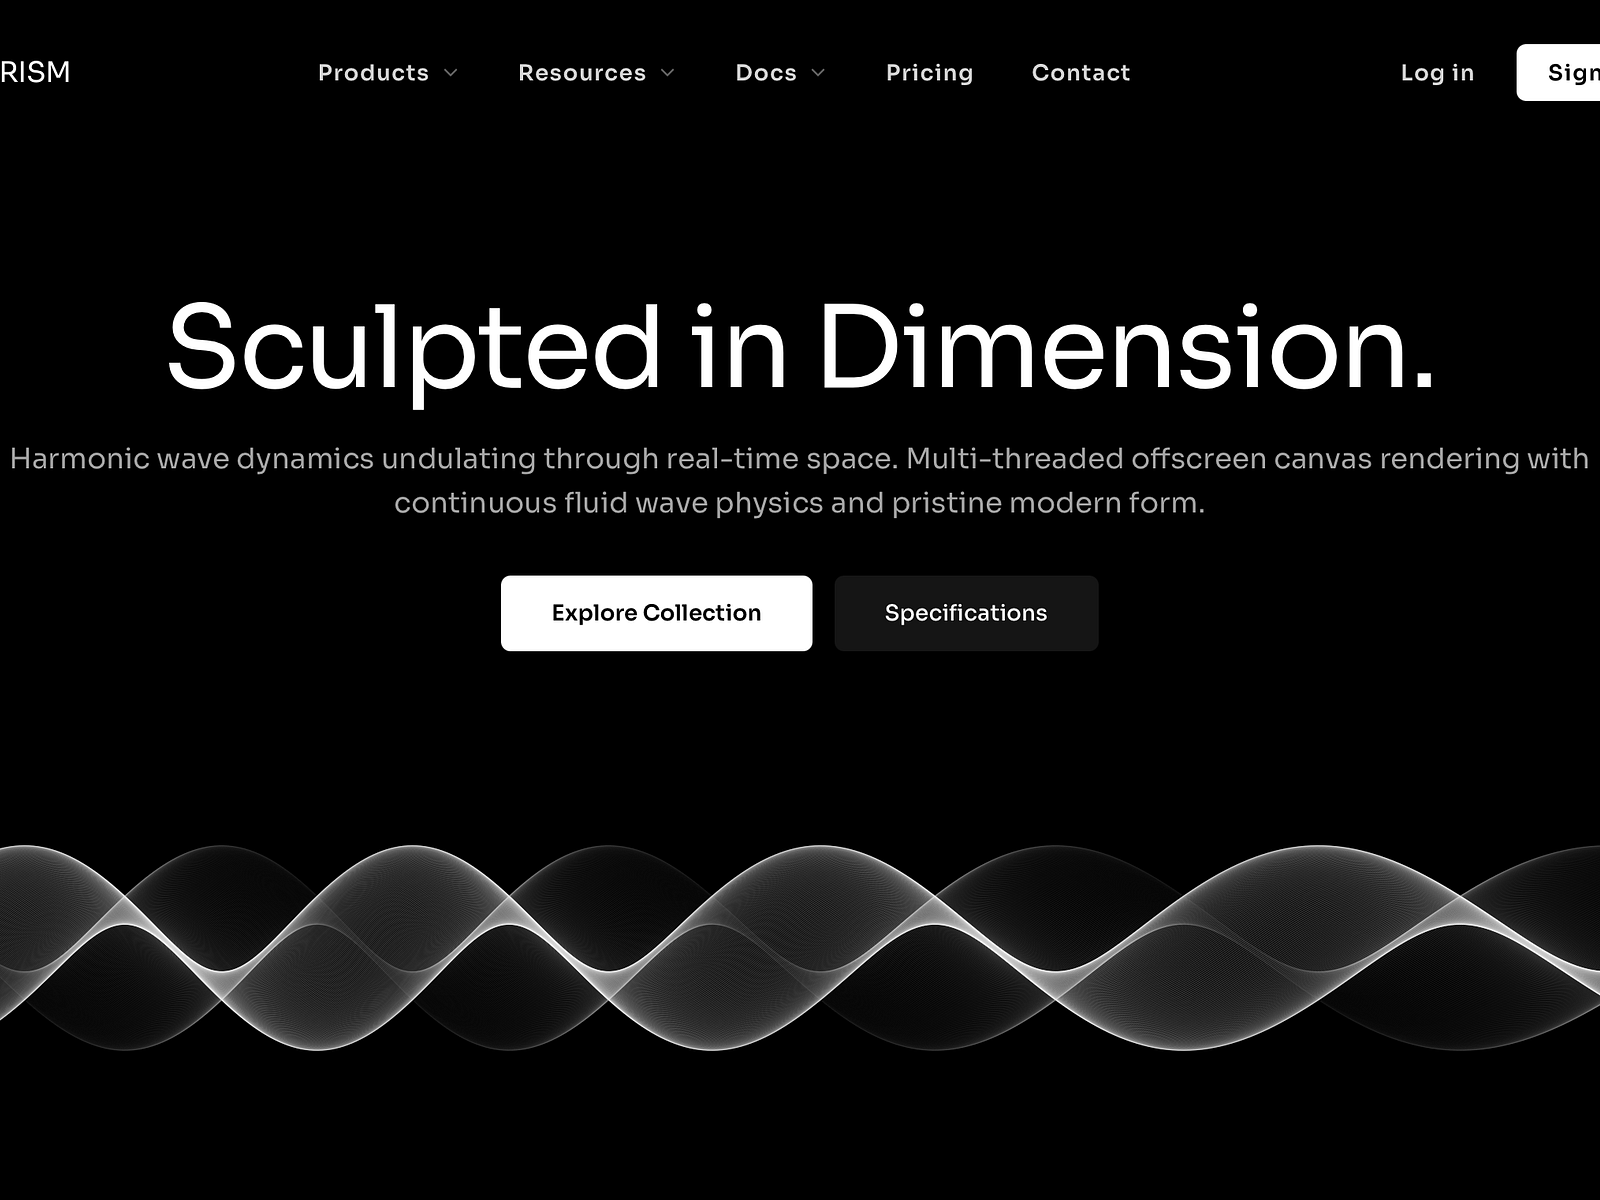 RISM
Products
Resources
Docs
Pricing
Contact
Log in
Sign
Sculpted in Dimension.
Harmonic wave dynamics undulating through real-time space. Multi-threaded offscreen canvas rendering with
continuous fluid wave physics and pristine modern form.
Explore Collection
Specifications